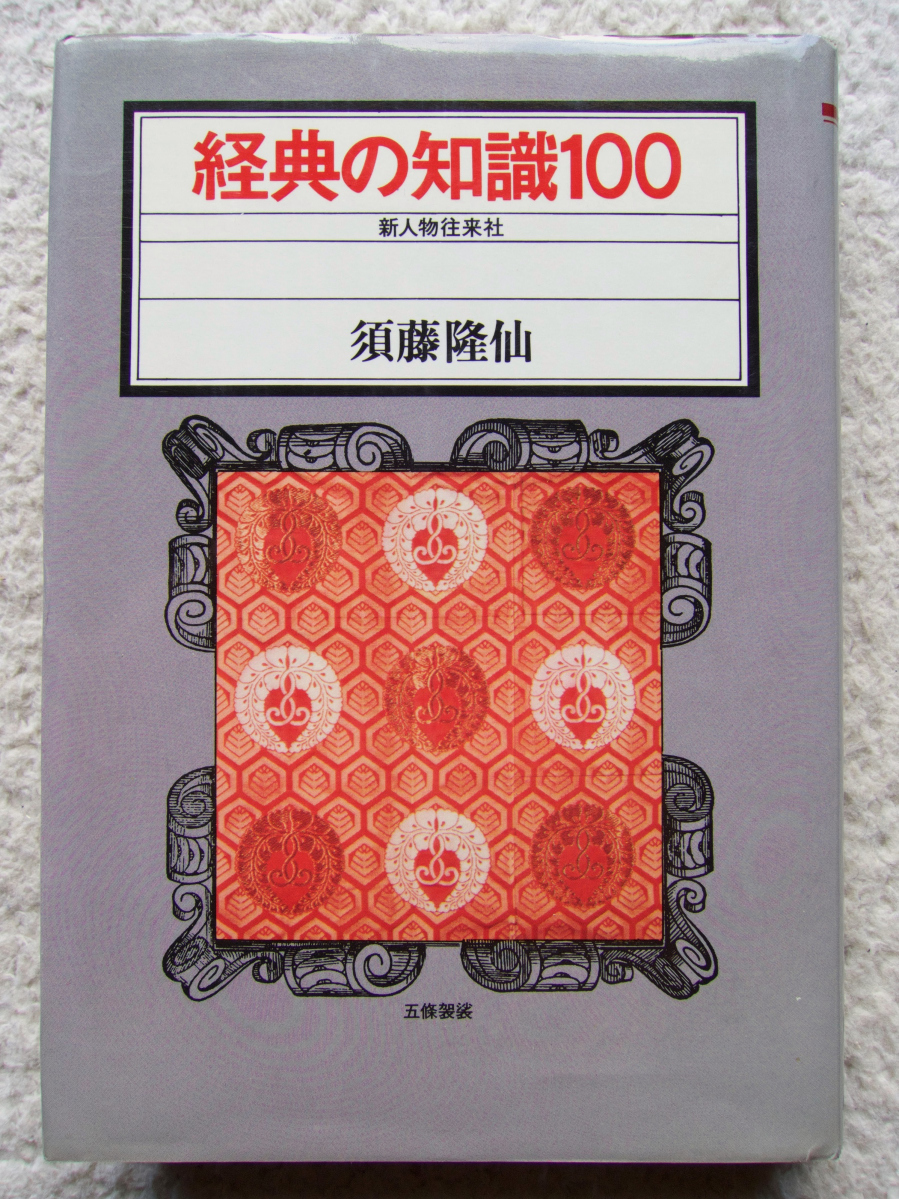 経典の知識100
新人物往来社
須藤隆仙
五條袈裟